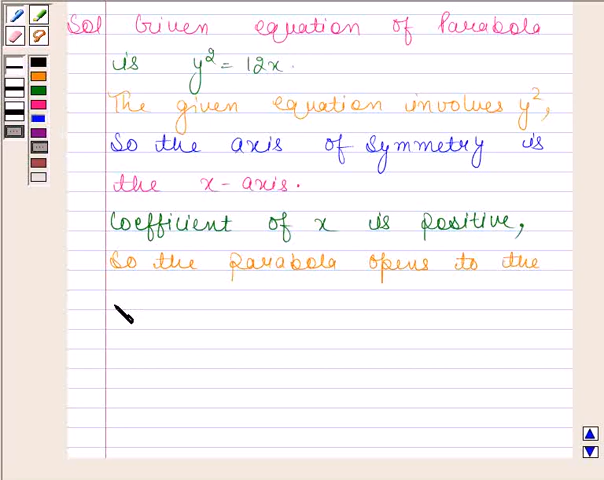 Sol Given equation of Parabola
is y² = 12x.
The given equation involves y²,
So the axis of Symmetry is
the x-axis.
Coefficient of x is positive,
So the parabola opens to the